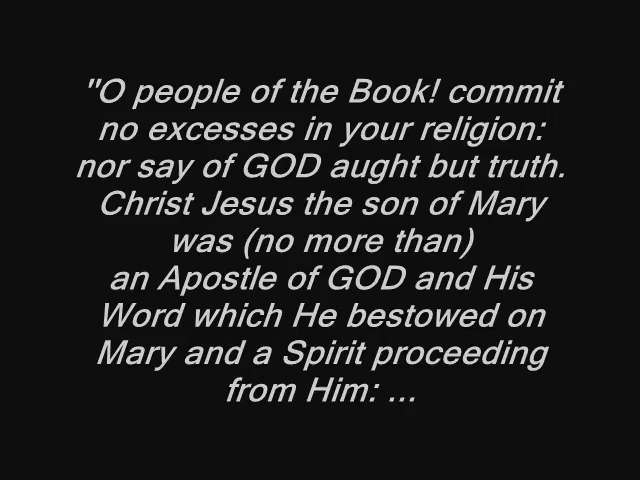 "O people of the Book! commit
no excesses in your religion:
nor say of GOD aught but truth.
Christ Jesus the son of Mary
was (no more than)
an Apostle of GOD and His
Word which He bestowed on
Mary and a Spirit proceeding
from Him: ...